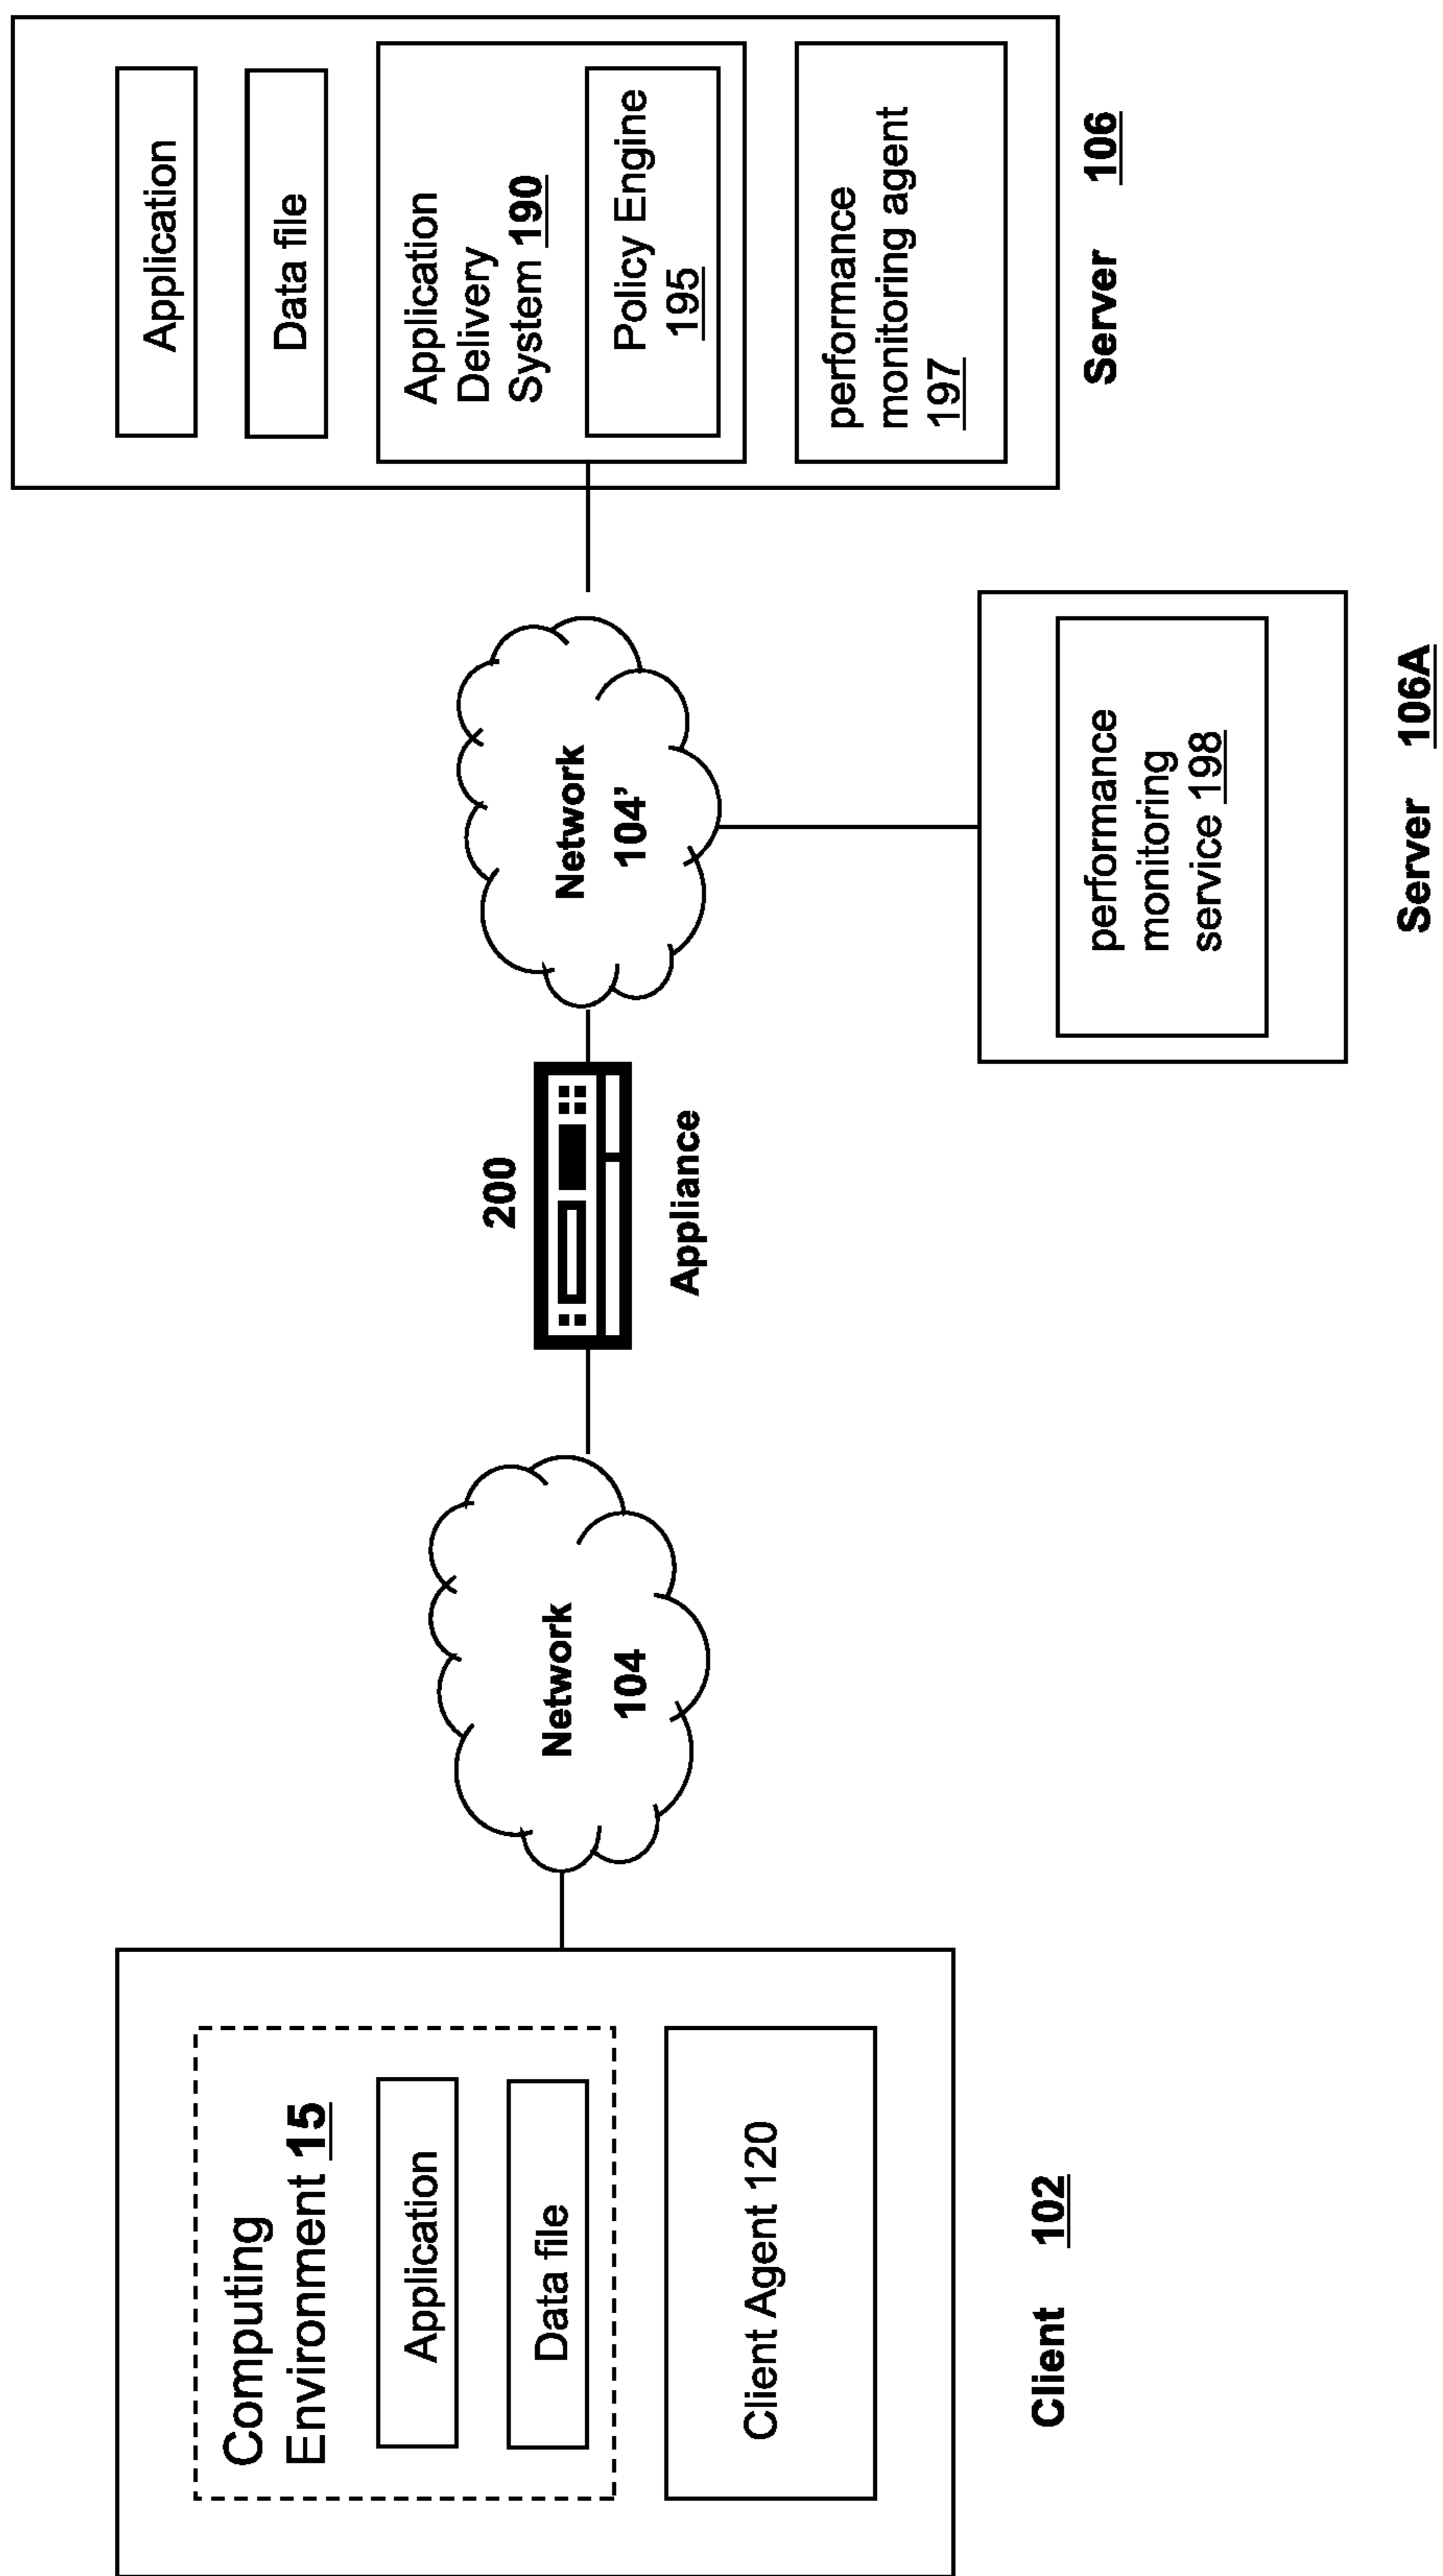 Computing
Environment 15
Application
Data file
Client Agent 120
Client 102
Network
104
200
Appliance
Network
104’
performance
monitoring
service 198
Server 106A
Application
Data file
Application
Delivery
System 190
Policy Engine
195
performance
monitoring agent
197
Server 106